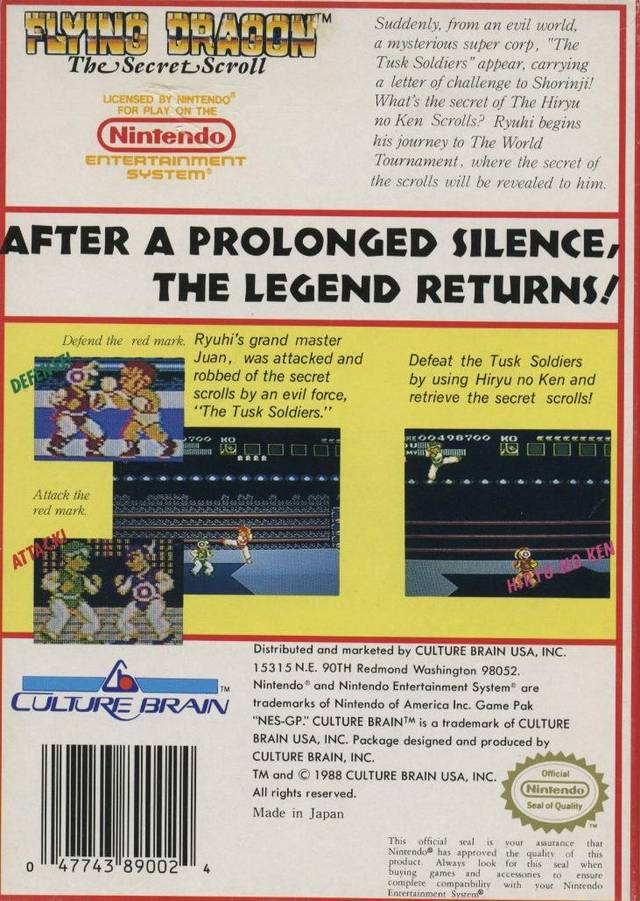 FLYING DRAGON™
The Secret Scroll
LICENSED BY NINTENDO®
FOR PLAY ON THE
Nintendo
ENTERTAINMENT
SYSTEM®
Suddenly, from an evil world,
a mysterious super corp, "The
Tusk Soldiers" appear, carrying
a letter of challenge to Shorinji!
What's the secret of The Hiryu
no Ken Scrolls? Ryuhi begins
his journey to The World
Tournament, where the secret of
the scrolls will be revealed to him.
AFTER A PROLONGED SILENCE,
THE LEGEND RETURNS!
Defend the red mark.
DEFENSE!
Ryuhi's grand master
Juan, was attacked and
robbed of the secret
scrolls by an evil force,
"The Tusk Soldiers."
Defeat the Tusk Soldiers
by using Hiryu no Ken and
retrieve the secret scrolls!
700 KO
00498700 KO
Attack the
red mark.
ATTACK!
HIRYU NO KEN
CULTURE BRAIN™
Distributed and marketed by CULTURE BRAIN USA, INC.
15315 N.E. 90TH Redmond Washington 98052.
Nintendo® and Nintendo Entertainment System® are
trademarks of Nintendo of America Inc. Game Pak
"NES-GP." CULTURE BRAIN™ is a trademark of CULTURE
BRAIN USA, INC. Package designed and produced by
CULTURE BRAIN, INC.
TM and © 1988 CULTURE BRAIN USA, INC.
All rights reserved.
Made in Japan
Official
Nintendo
Seal of Quality
TM
This official seal is your assurance that
Nintendo® has approved the quality of this
product. Always look for this seal when
buying games and accessories to ensure
complete compatibility with your Nintendo
Entertainment System®.
0 47743 89002 4